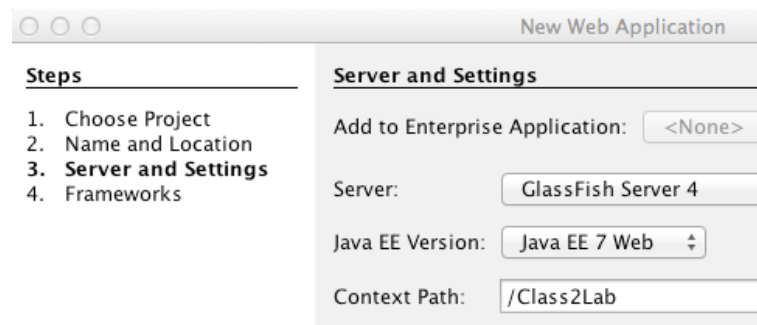 New Web Application
Steps
1. Choose Project
2. Name and Location
3. Server and Settings
4. Frameworks
Server and Settings
Add to Enterprise Application: <None>
Server: GlassFish Server 4
Java EE Version: Java EE 7 Web
Context Path: /Class2Lab